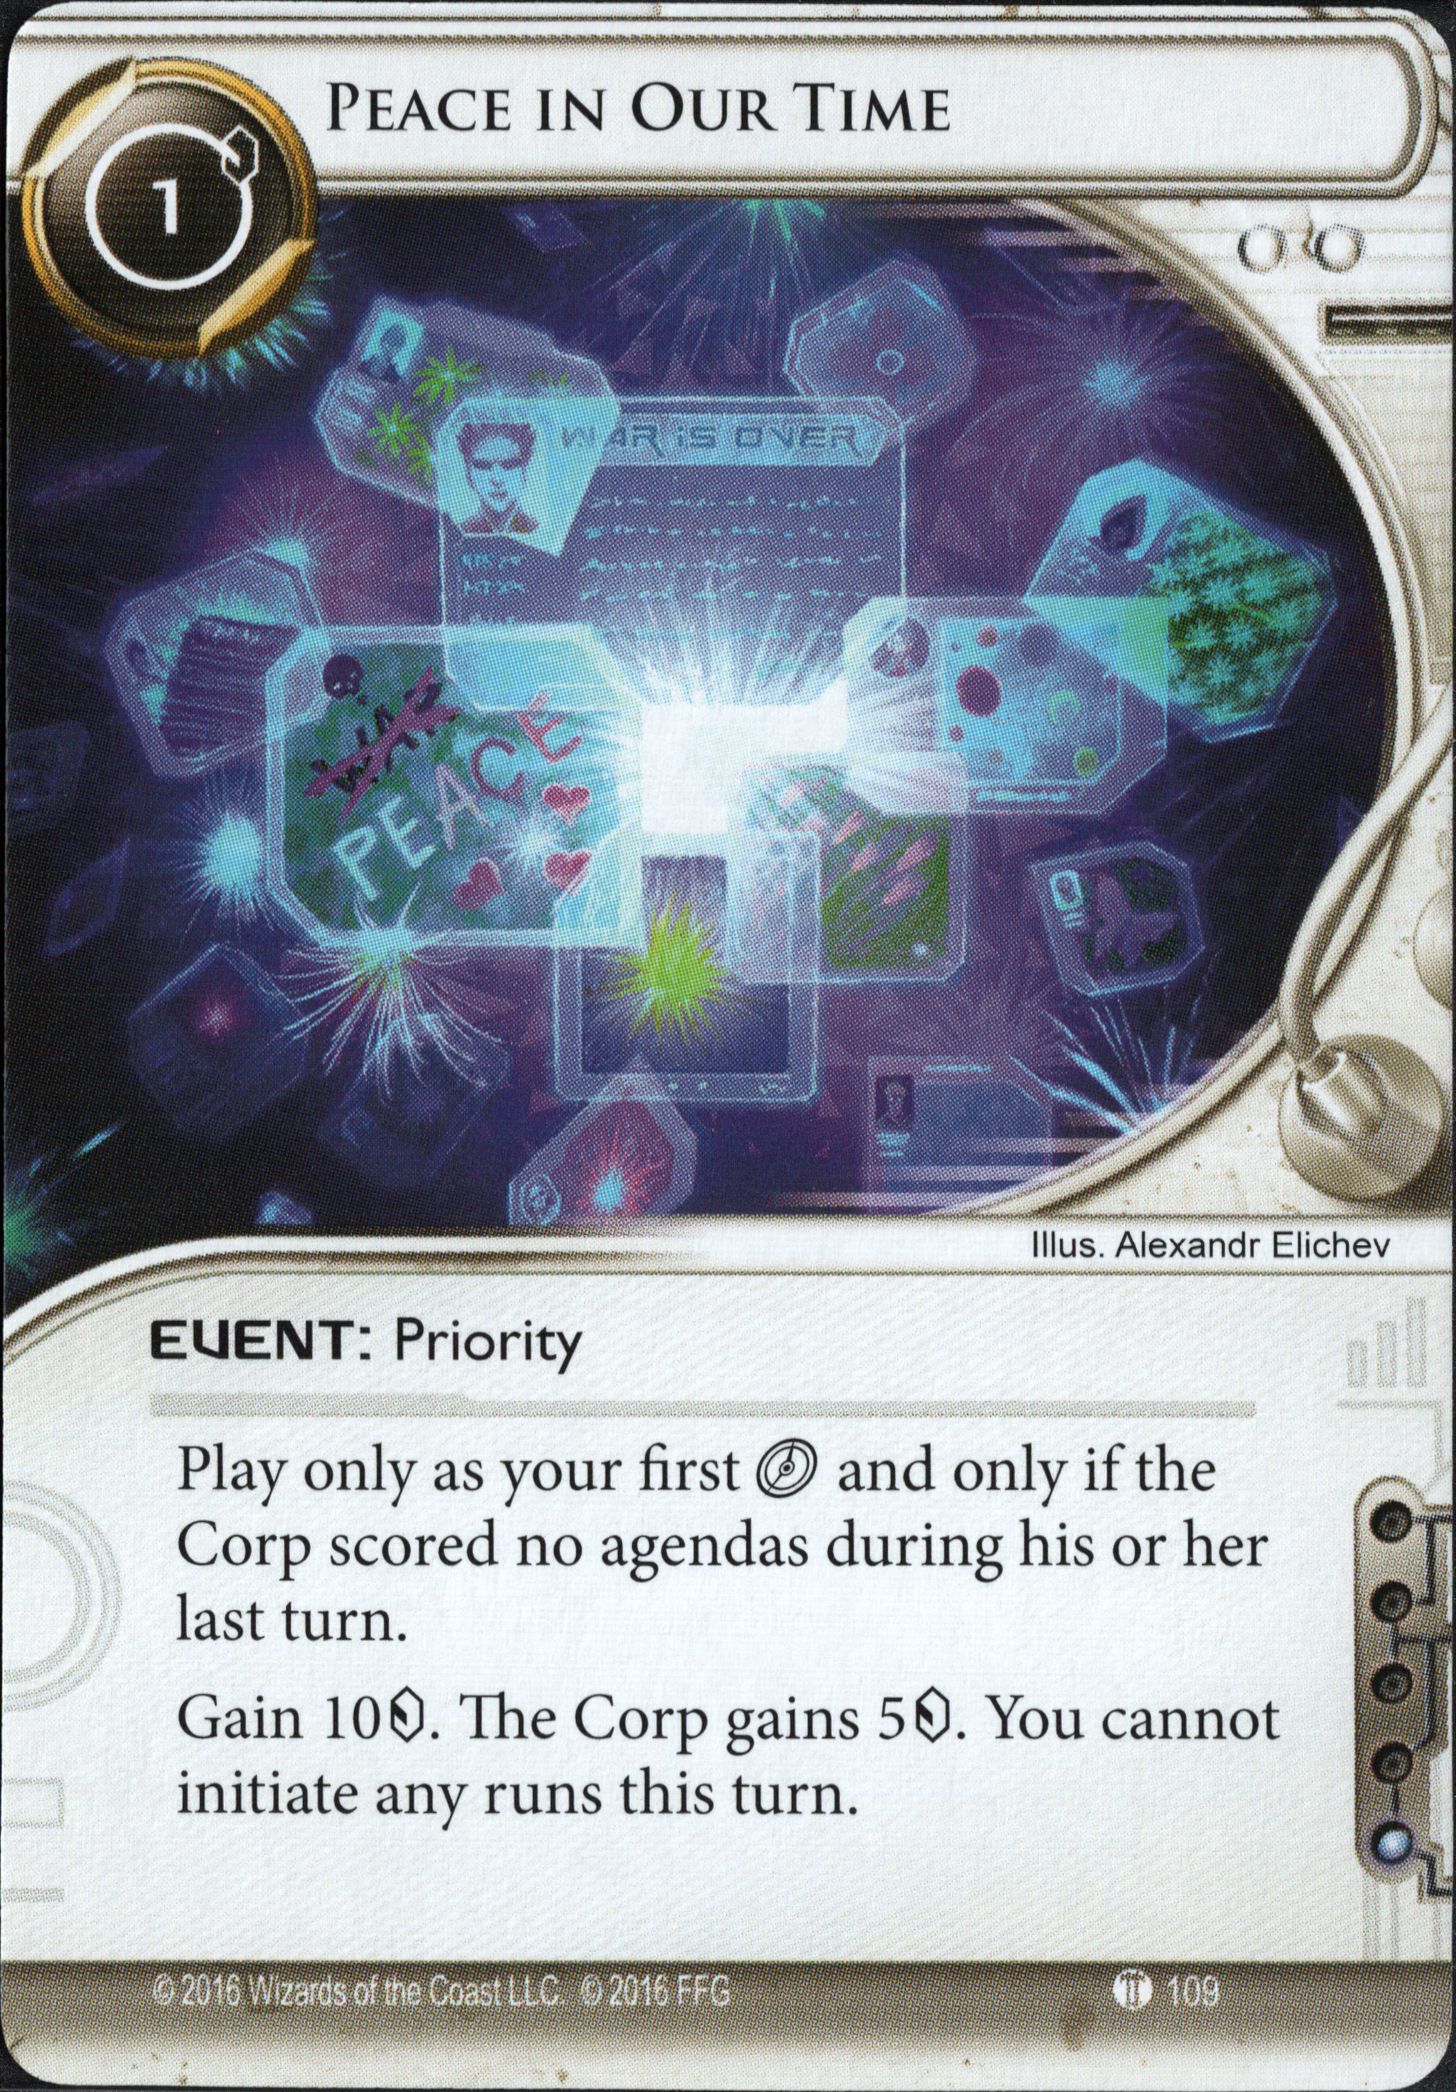 1
PEACE IN OUR TIME
WAR IS OVER
WAR
PEACE
Illus. Alexandr Elichev
EVENT: Priority
Play only as your first and only if the
Corp scored no agendas during his or her
last turn.
Gain 10. The Corp gains 5. You cannot
initiate any runs this turn.
© 2016 Wizards of the Coast LLC. © 2016 FFG
109